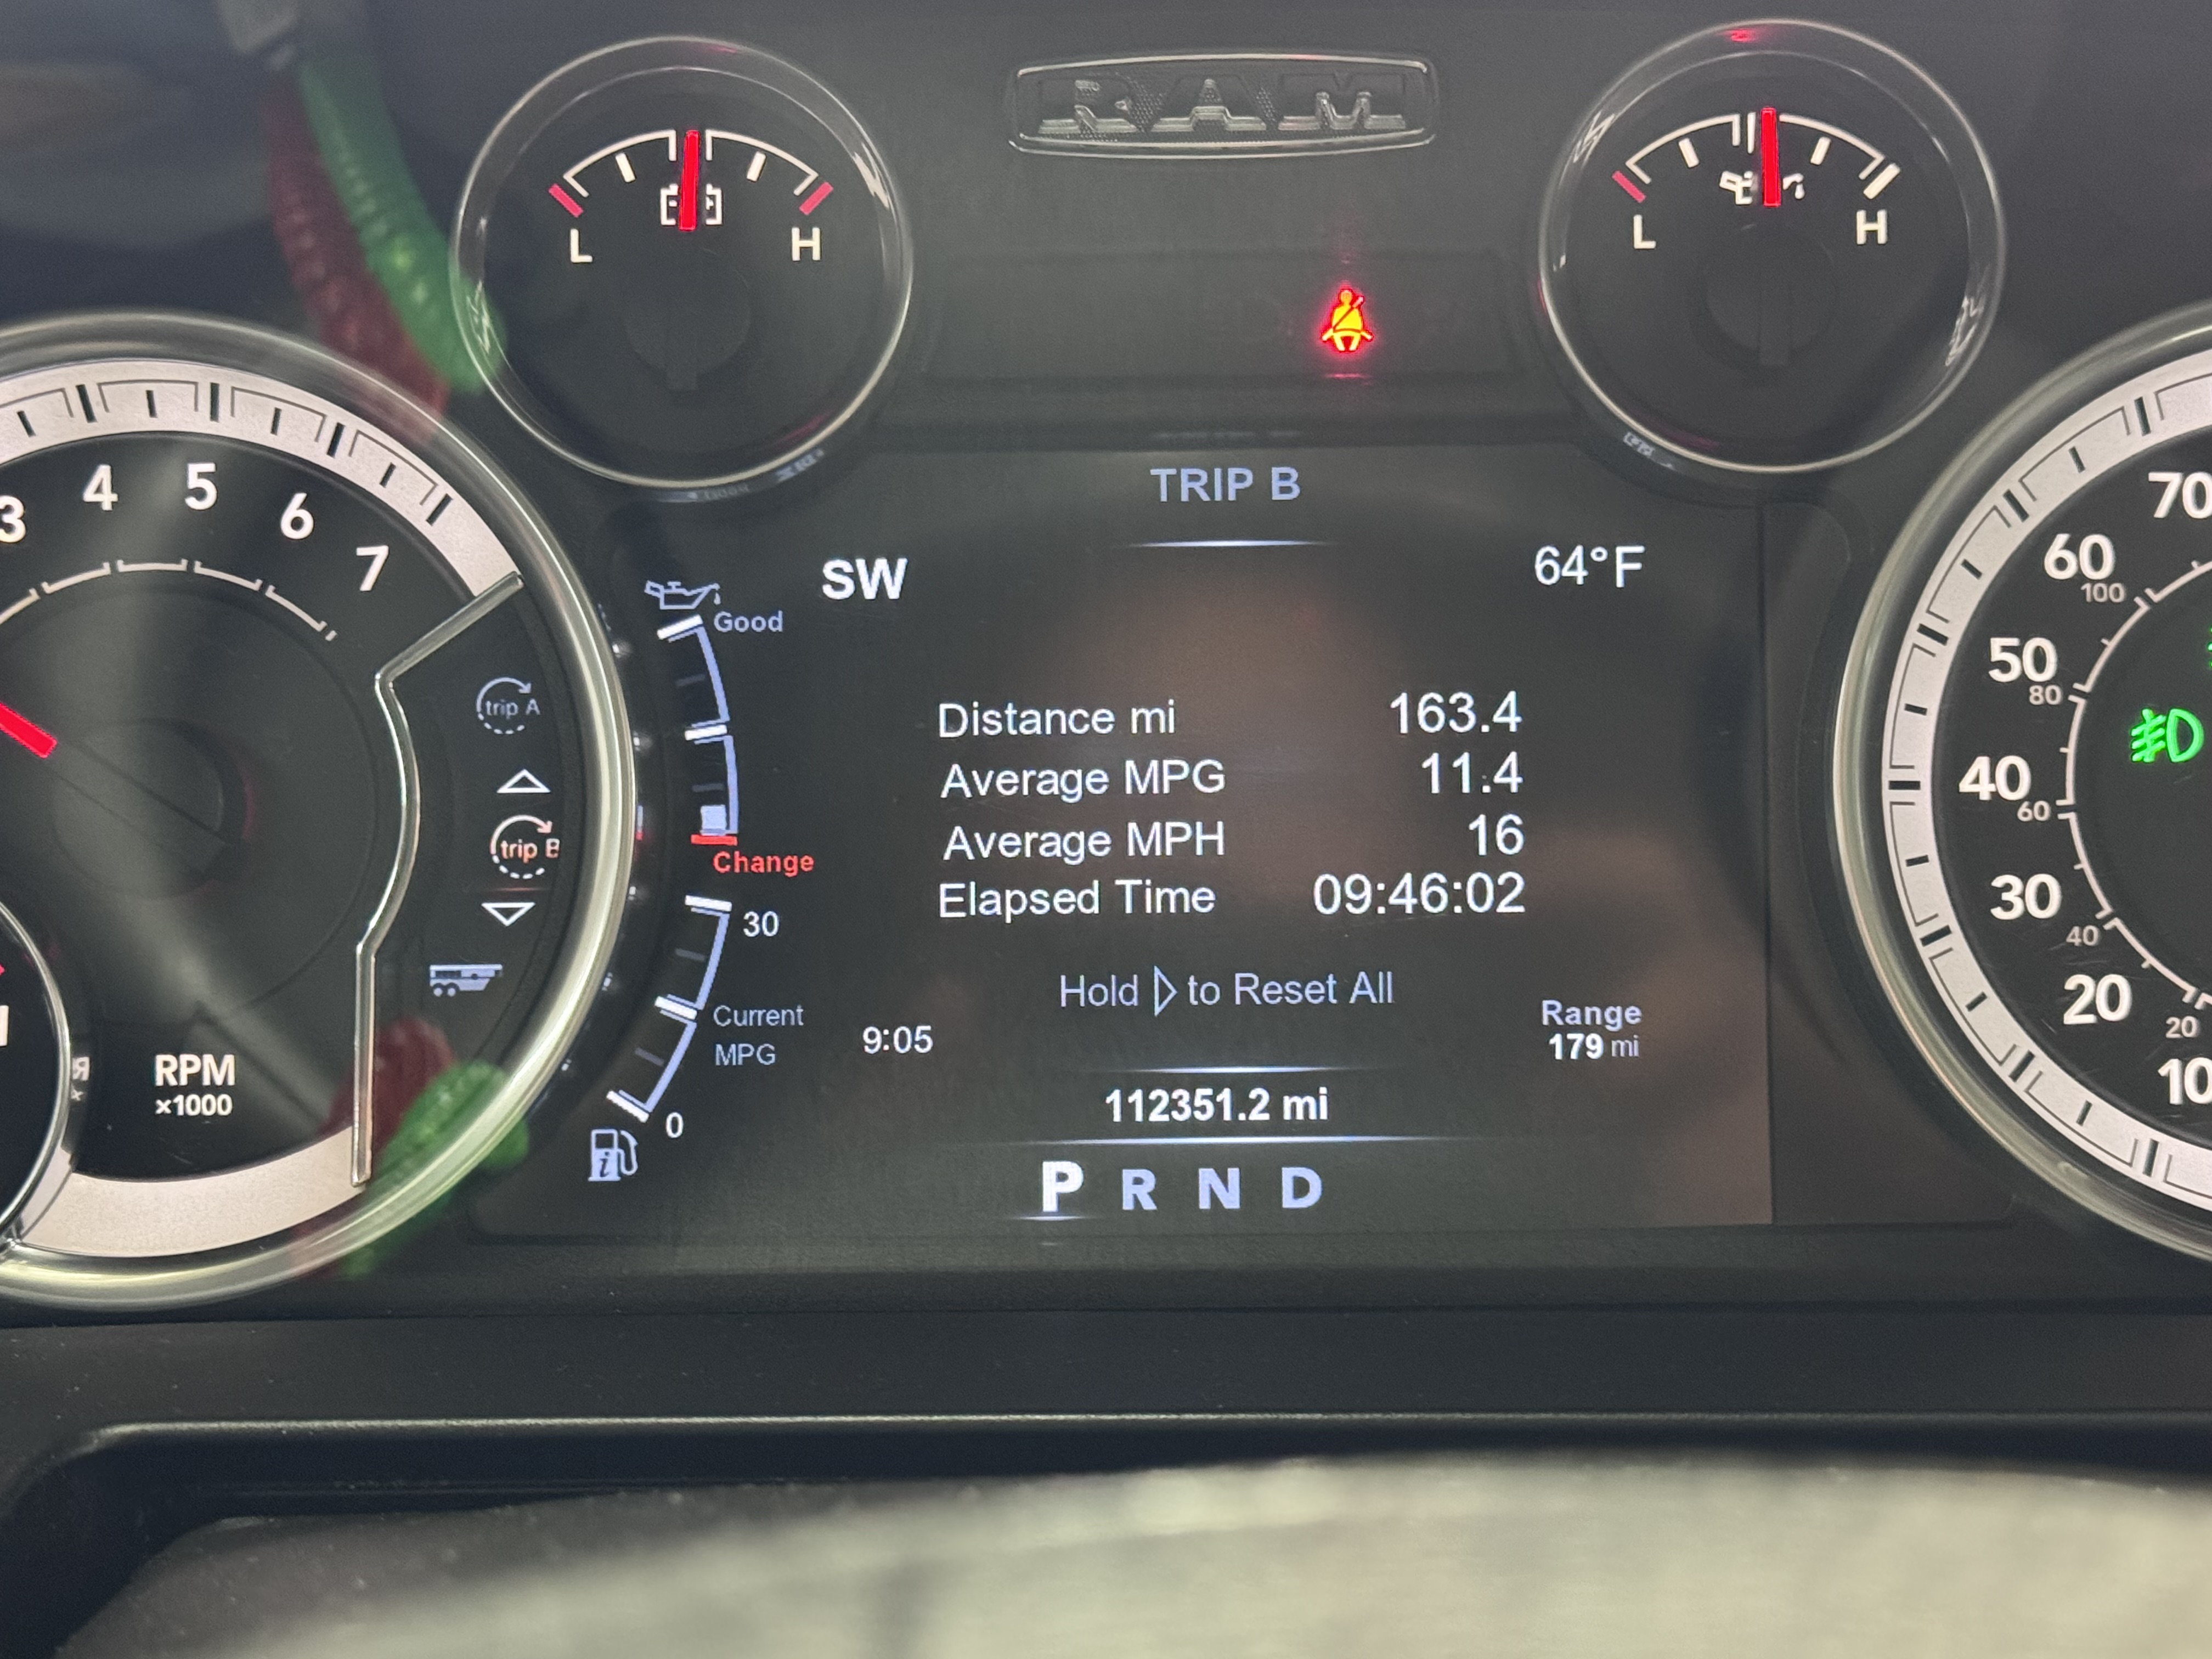 RAM
L H
L H
TRIP B
SW 64°F
Good
Distance mi 163.4
Average MPG 11.4
Average MPH 16
Change
Elapsed Time 09:46:02
30
Hold ▷ to Reset All
Current
MPG
9:05
Range
179 mi
0
112351.2 mi
P R N D
3 4 5 6 7
trip A
trip B
RPM
x1000
70
60
100
50
80
40
60
30
40
20
20
10